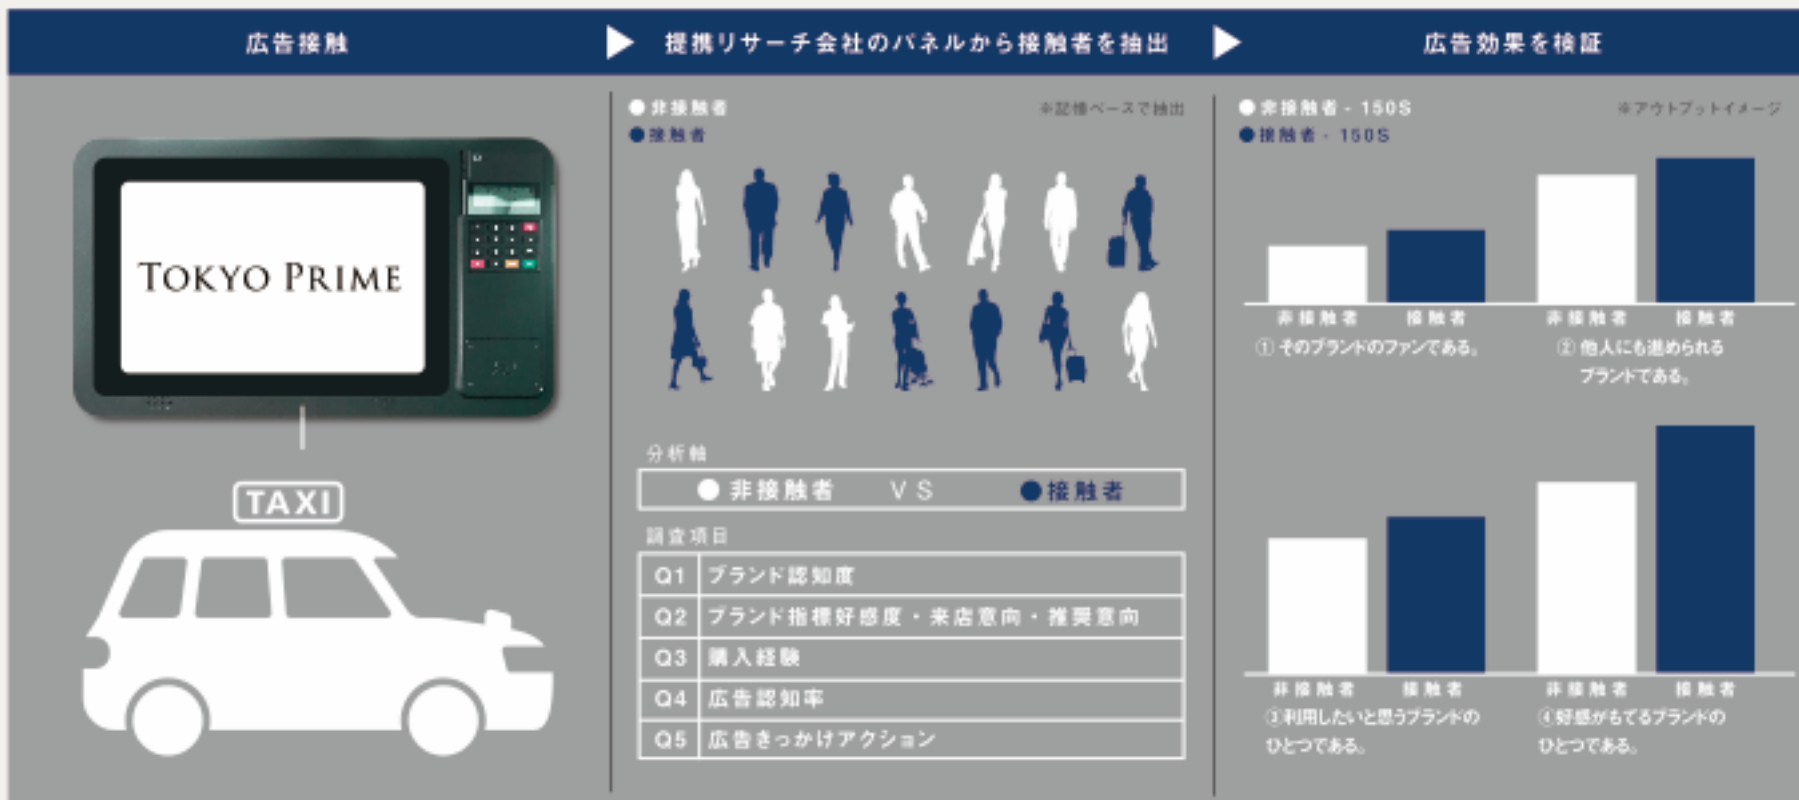 広告接触
提携リサーチ会社のパネルから接触者を抽出
広告効果を検証
TOKYO PRIME
TAXI
●非接触者
※記憶ベースで抽出
●接触者
分析軸
●非接触者 VS ●接触者
調査項目
Q1 ブランド認知度
Q2 ブランド指標好感度・来店意向・推奨意向
Q3 購入経験
Q4 広告認知率
Q5 広告きっかけアクション
●非接触者 - 150S
※アウトプットイメージ
●接触者 - 150S
非接触者 接触者 非接触者 接触者
① そのブランドのファンである。
② 他人にも進められる
ブランドである。
非接触者 接触者 非接触者 接触者
③利用したいと思うブランドの
ひとつである。
④好感がもてるブランドの
ひとつである。